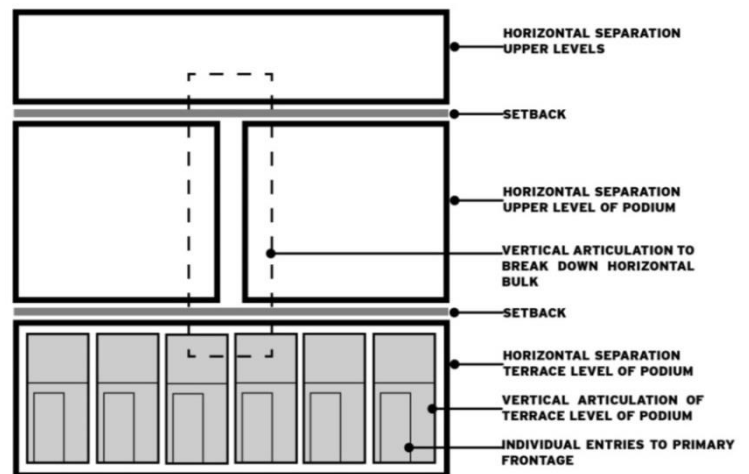 HORIZONTAL SEPARATION
UPPER LEVELS
SETBACK
HORIZONTAL SEPARATION
UPPER LEVEL OF PODIUM
VERTICAL ARTICULATION TO
BREAK DOWN HORIZONTAL
BULK
SETBACK
HORIZONTAL SEPARATION
TERRACE LEVEL OF PODIUM
VERTICAL ARTICULATION OF
TERRACE LEVEL OF PODIUM
INDIVIDUAL ENTRIES TO PRIMARY
FRONTAGE